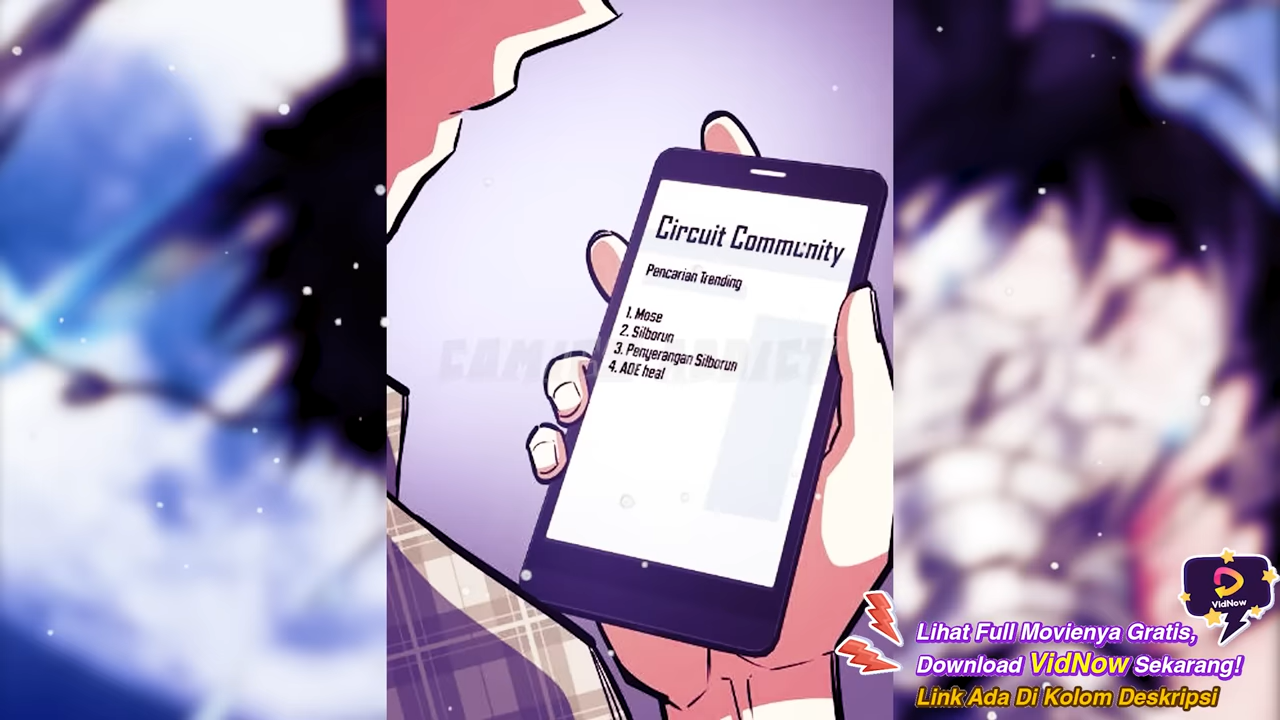 Circuit Community
Pencarian Trending
1. Mose
2. Silborun
3. Penyerangan Silborun
4. AOE heal
VidNow
Lihat Full Movienya Gratis,
Download VidNow Sekarang!
Link Ada Di Kolom Deskripsi